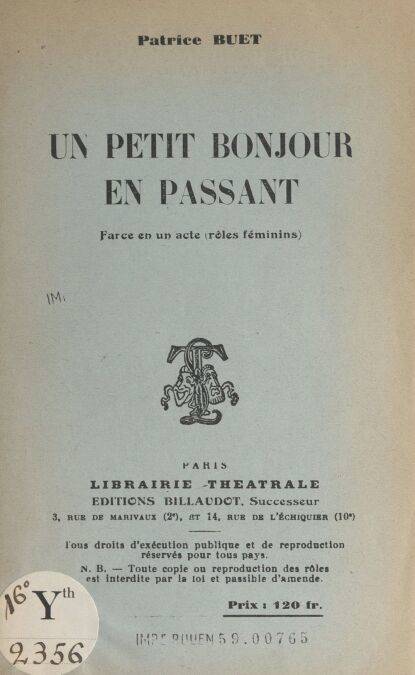 Patrice BUET
UN PETIT BONJOUR
EN PASSANT
Farce en un acte (rôles féminins)
IM.
PARIS
LIBRAIRIE THEATRALE
EDITIONS BILLAUDOT, Successeur
3, RUE DE MARIVAUX (2e), ET 14, RUE DE L'ÉCHIQUIER (10e)
Tous droits d'exécution publique et de reproduction
réservés pour tous pays.
N. B. — Toute copie ou reproduction des rôles
est interdite par la loi et passible d'amende.
Prix : 120 fr.
16° Yth
2356
59.00765